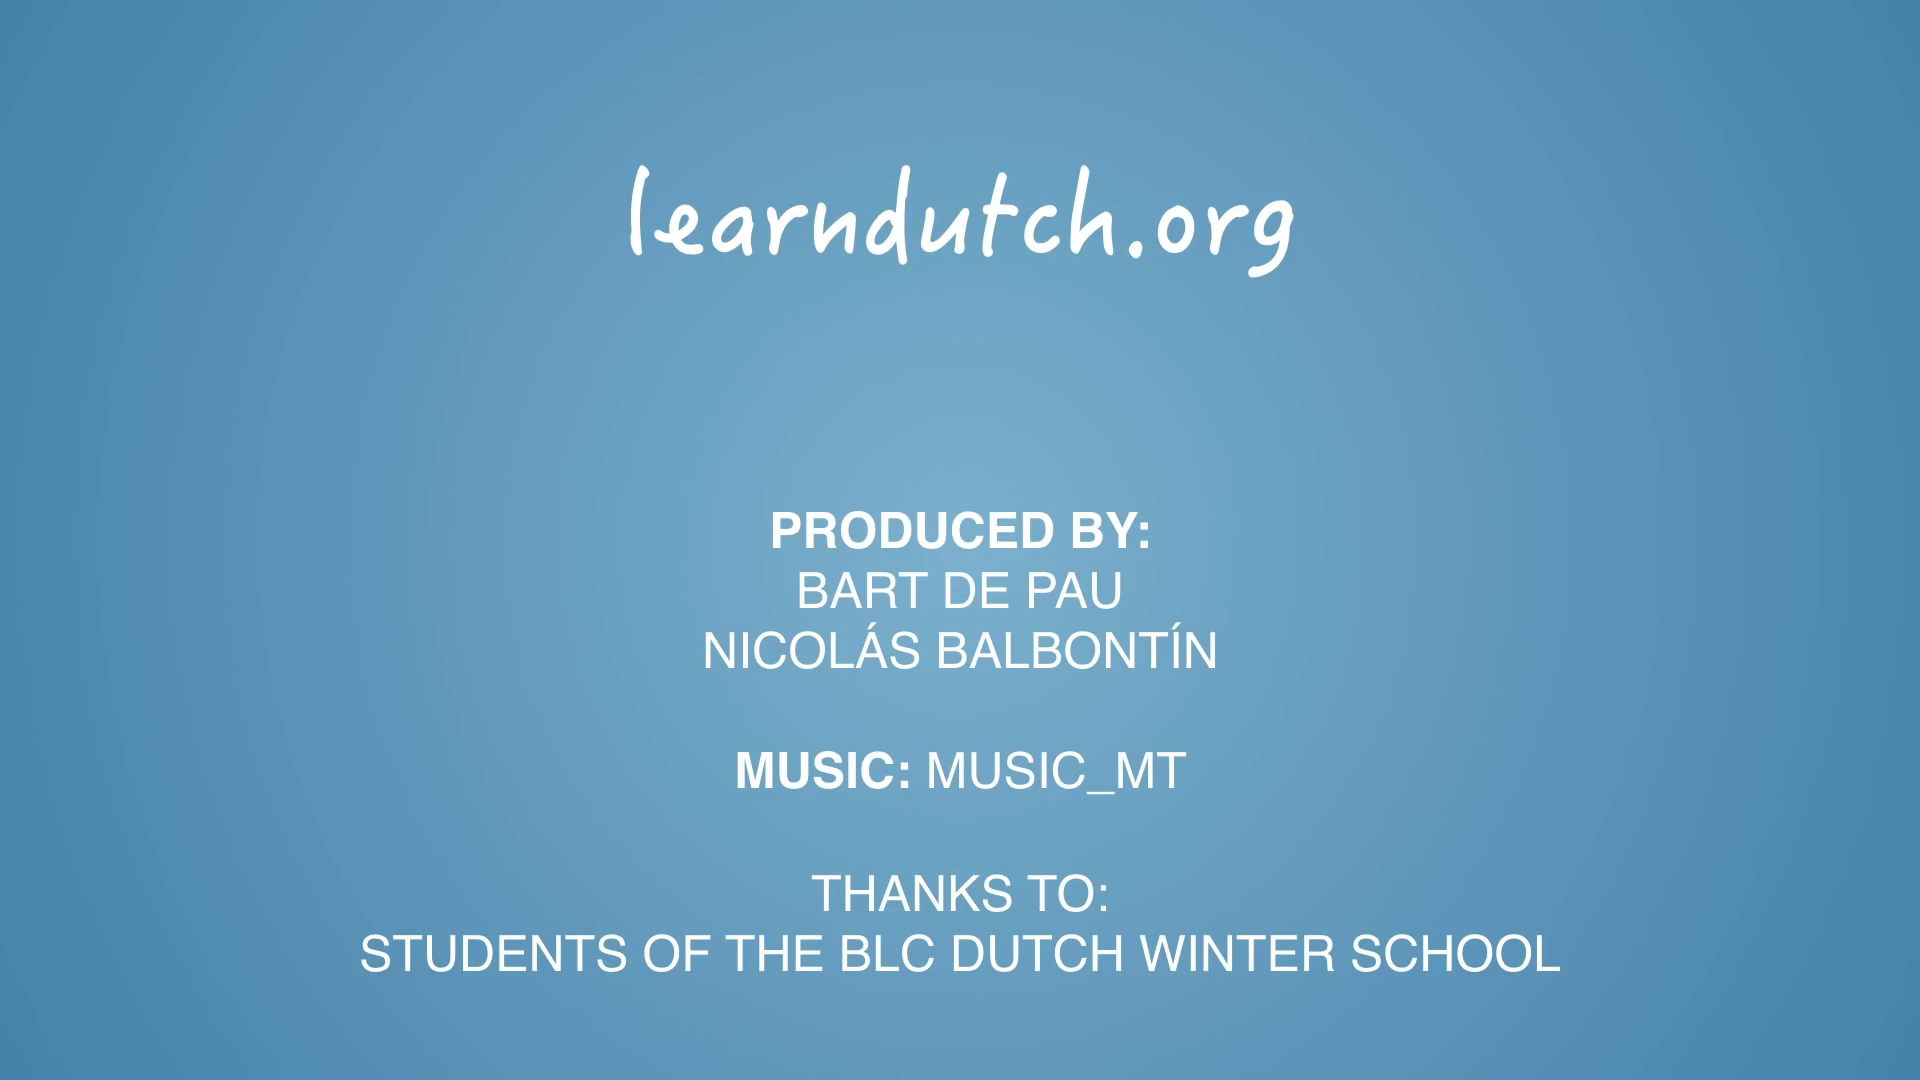 learndutch.org
PRODUCED BY:
BART DE PAU
NICOLÁS BALBONTÍN
MUSIC: MUSIC_MT
THANKS TO:
STUDENTS OF THE BLC DUTCH WINTER SCHOOL